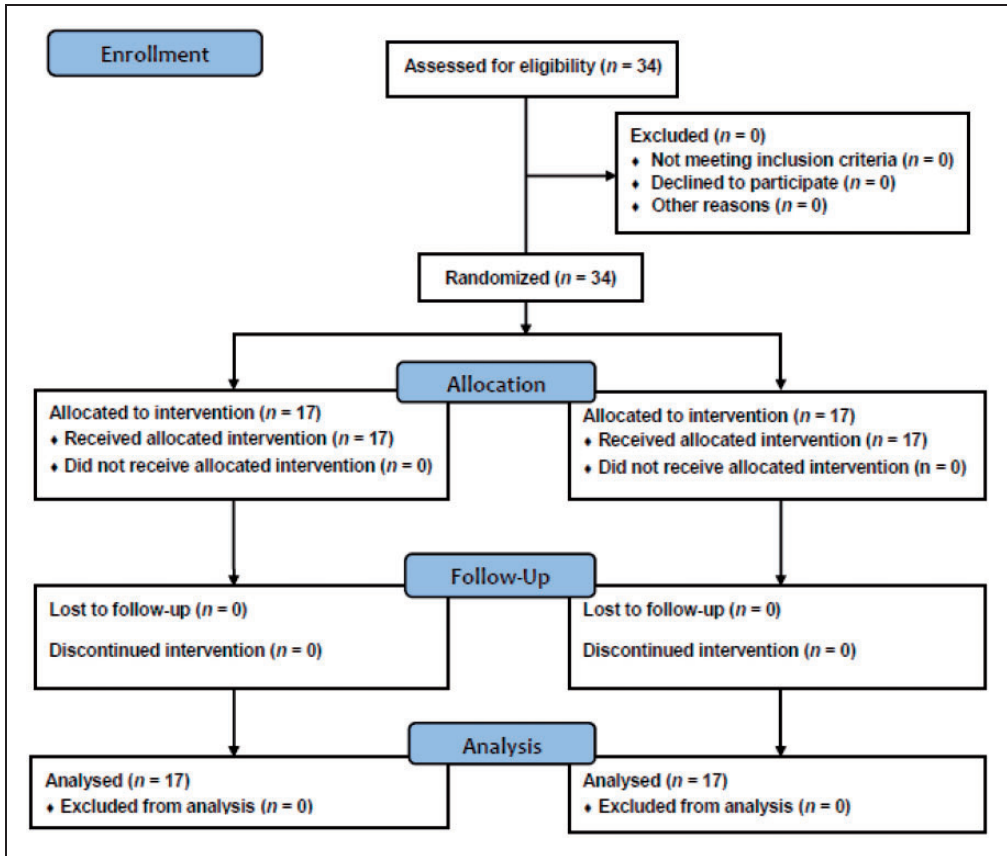 Enrollment
Assessed for eligibility (n = 34)
Excluded (n = 0)
♦ Not meeting inclusion criteria (n = 0)
♦ Declined to participate (n = 0)
♦ Other reasons (n = 0)
Randomized (n = 34)
Allocation
Allocated to intervention (n = 17)
♦ Received allocated intervention (n = 17)
♦ Did not receive allocated intervention (n = 0)
Allocated to intervention (n = 17)
♦ Received allocated intervention (n = 17)
♦ Did not receive allocated intervention (n = 0)
Follow-Up
Lost to follow-up (n = 0)
Discontinued intervention (n = 0)
Lost to follow-up (n = 0)
Discontinued intervention (n = 0)
Analysis
Analysed (n = 17)
♦ Excluded from analysis (n = 0)
Analysed (n = 17)
♦ Excluded from analysis (n = 0)